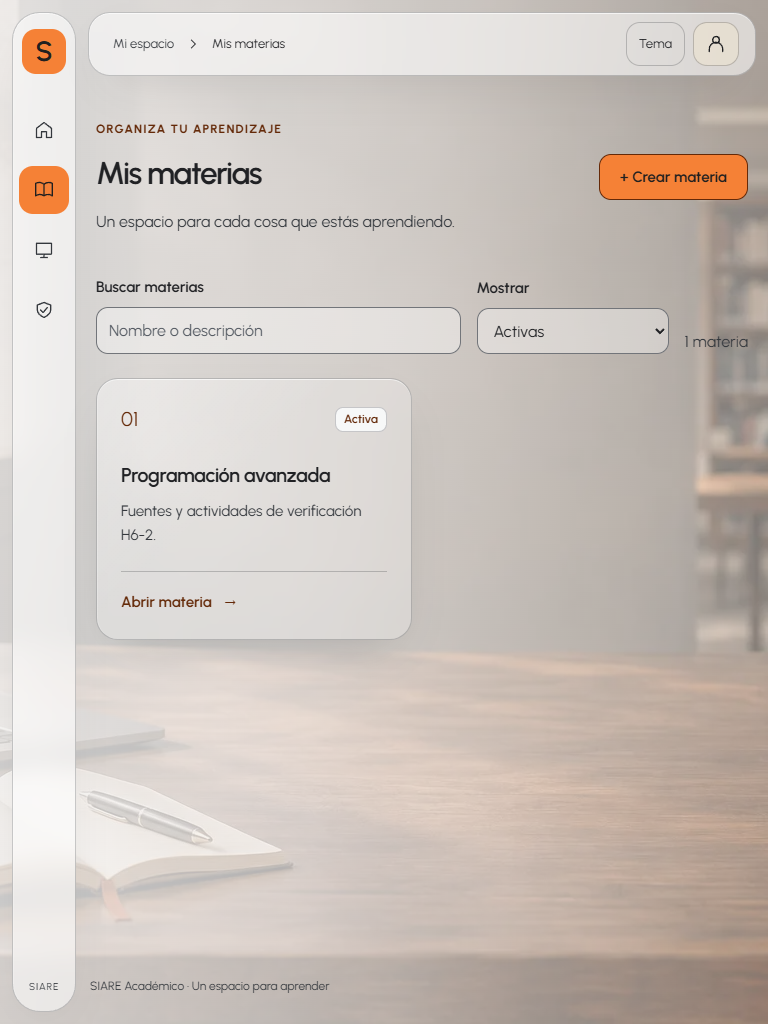 S
Mi espacio > Mis materias
Tema
ORGANIZA TU APRENDIZAJE
Mis materias
+ Crear materia
Un espacio para cada cosa que estás aprendiendo.
Buscar materias
Mostrar
Nombre o descripción
Activas
1 materia
01
Activa
Programación avanzada
Fuentes y actividades de verificación
H6-2.
Abrir materia →
SIARE
SIARE Académico · Un espacio para aprender